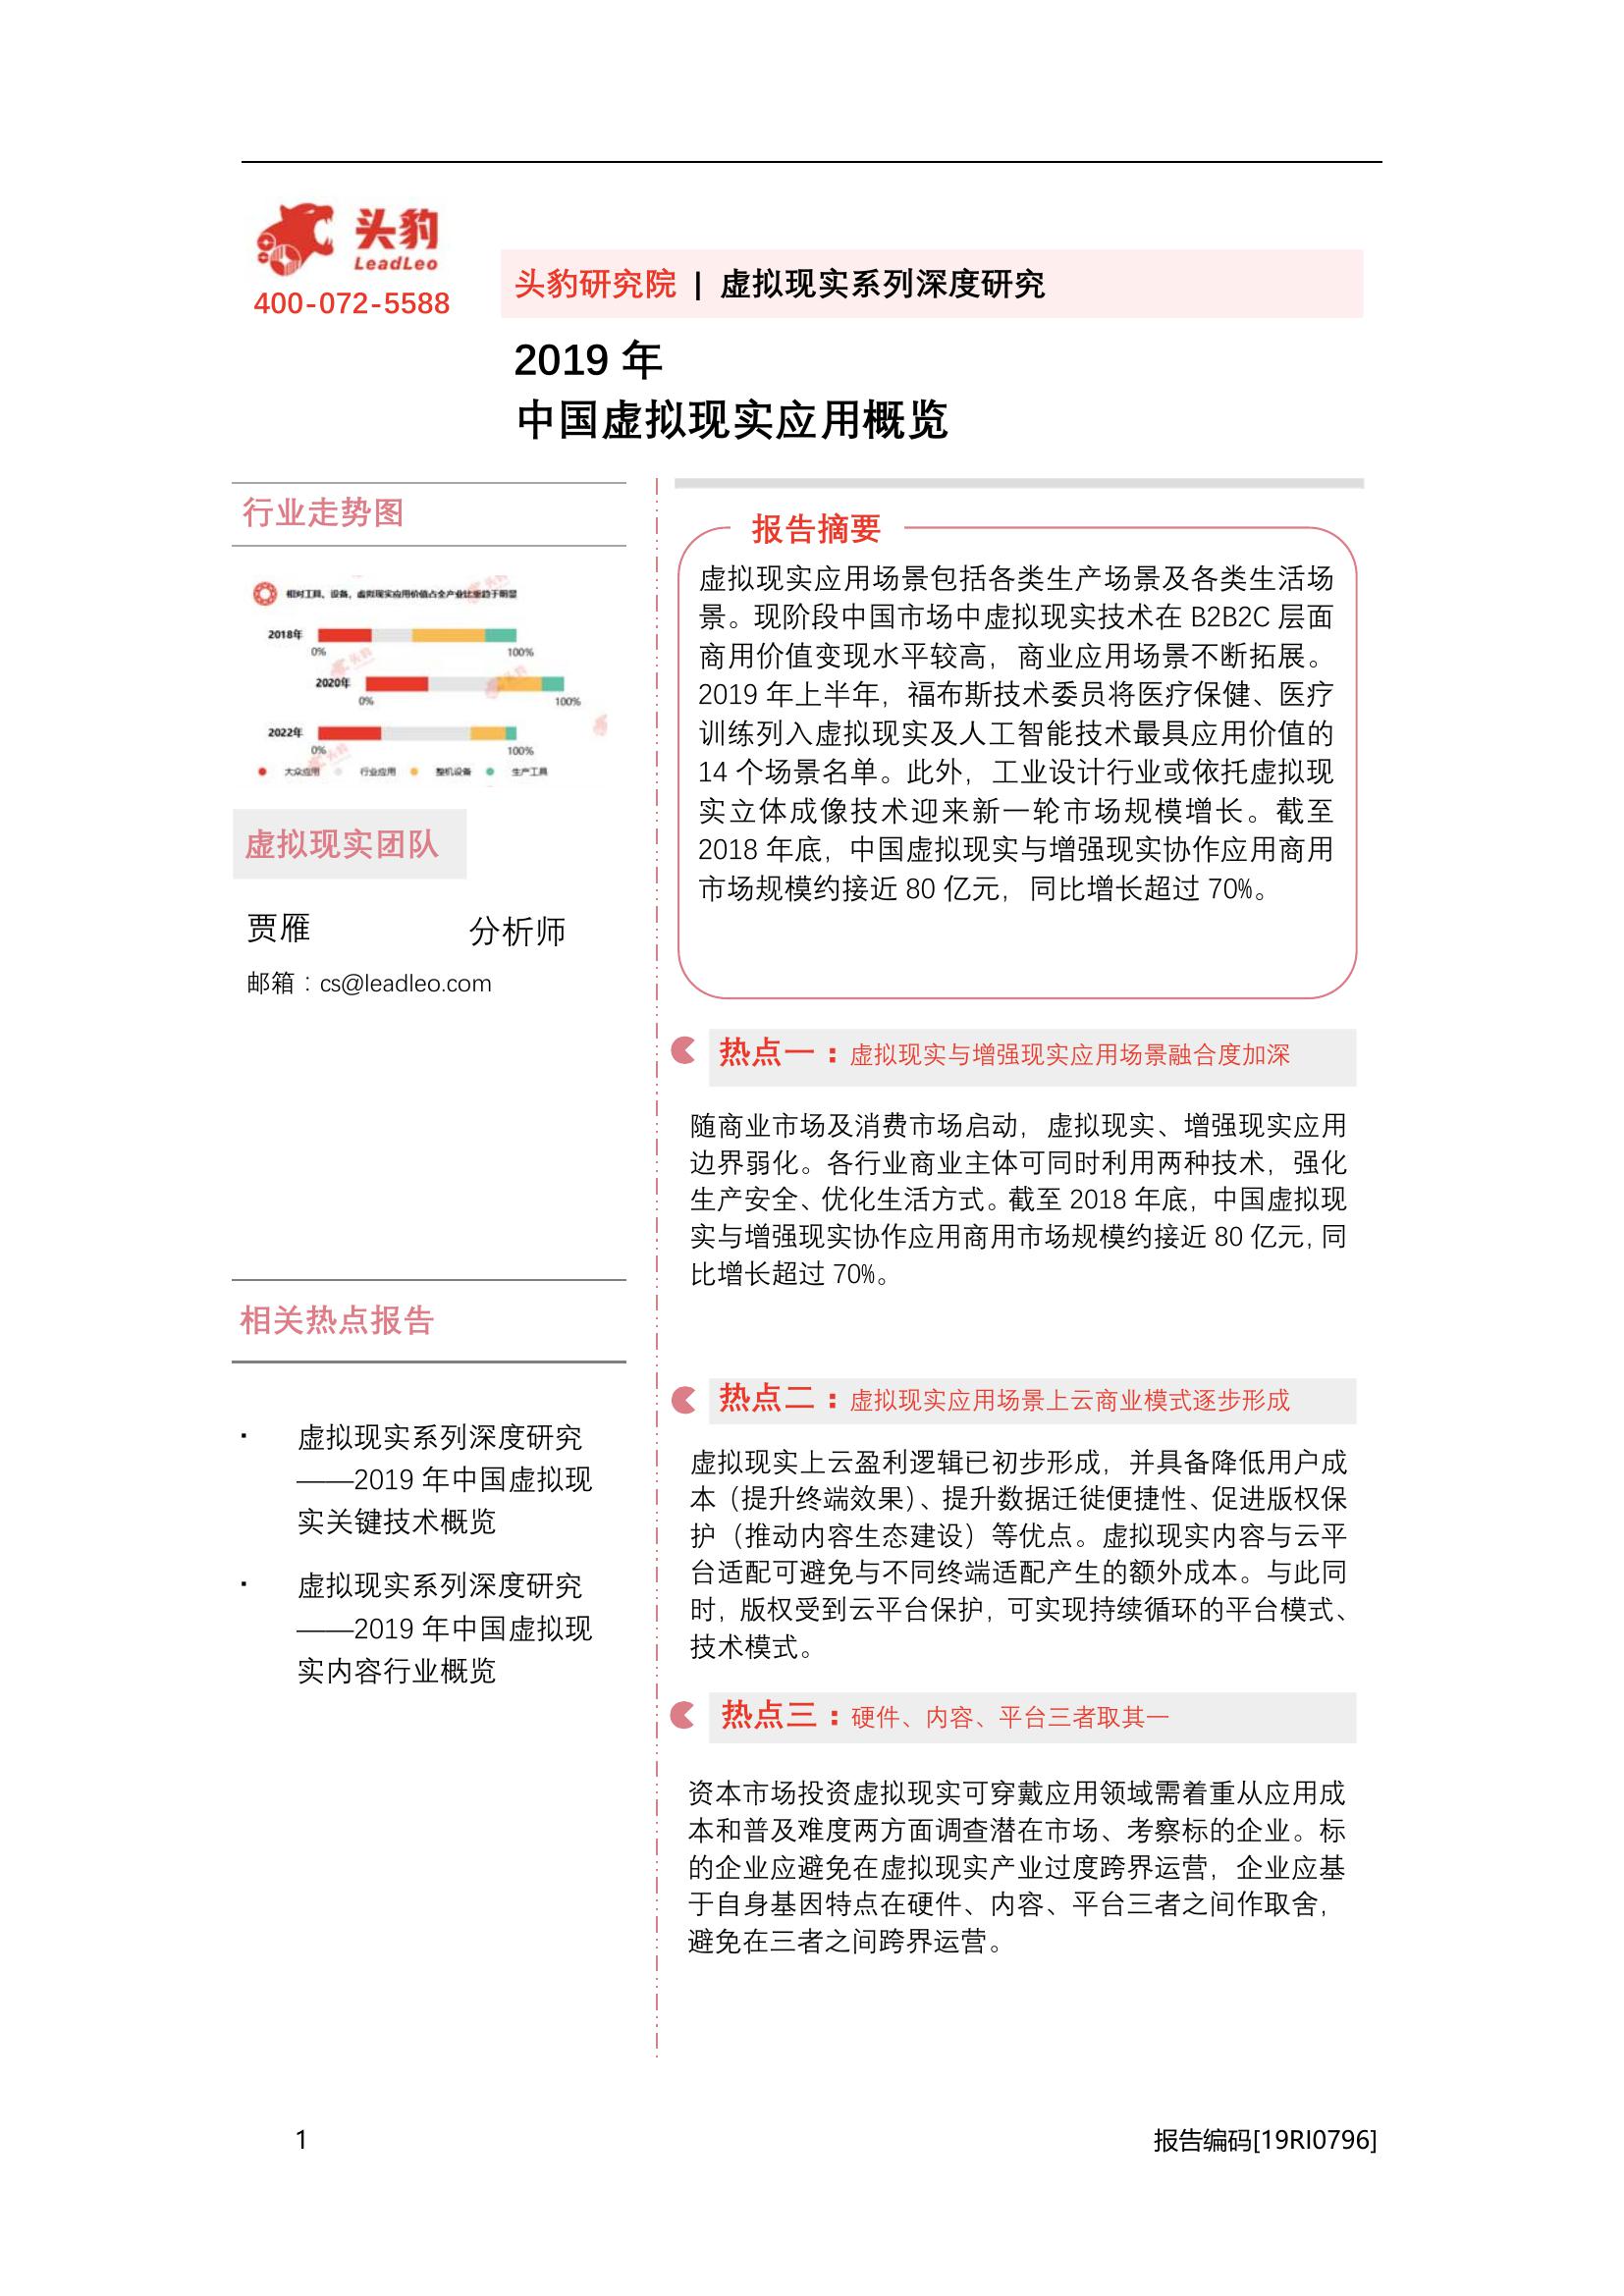 头豹
LeadLeo
400-072-5588
头豹研究院 | 虚拟现实系列深度研究
2019 年
中国虚拟现实应用概览
行业走势图
相对工具、设备，虚拟现实应用价值占全产业比重趋于明显
2018年
0% 100%
2020年
0% 100%
2022年
0% 100%
大众应用 行业应用 整机设备 生产工具
虚拟现实团队
贾雁 分析师
邮箱：cs@leadleo.com
相关热点报告
· 虚拟现实系列深度研究
——2019 年中国虚拟现
实关键技术概览
· 虚拟现实系列深度研究
——2019 年中国虚拟现
实内容行业概览
报告摘要
虚拟现实应用场景包括各类生产场景及各类生活场
景。现阶段中国市场中虚拟现实技术在 B2B2C 层面
商用价值变现水平较高，商业应用场景不断拓展。
2019 年上半年，福布斯技术委员将医疗保健、医疗
训练列入虚拟现实及人工智能技术最具应用价值的
14 个场景名单。此外，工业设计行业或依托虚拟现
实立体成像技术迎来新一轮市场规模增长。截至
2018 年底，中国虚拟现实与增强现实协作应用商用
市场规模约接近 80 亿元，同比增长超过 70%。
热点一：虚拟现实与增强现实应用场景融合度加深
随商业市场及消费市场启动，虚拟现实、增强现实应用
边界弱化。各行业商业主体可同时利用两种技术，强化
生产安全、优化生活方式。截至 2018 年底，中国虚拟现
实与增强现实协作应用商用市场规模约接近 80 亿元，同
比增长超过 70%。
热点二：虚拟现实应用场景上云商业模式逐步形成
虚拟现实上云盈利逻辑已初步形成，并具备降低用户成
本（提升终端效果）、提升数据迁徙便捷性、促进版权保
护（推动内容生态建设）等优点。虚拟现实内容与云平
台适配可避免与不同终端适配产生的额外成本。与此同
时，版权受到云平台保护，可实现持续循环的平台模式、
技术模式。
热点三：硬件、内容、平台三者取其一
资本市场投资虚拟现实可穿戴应用领域需着重从应用成
本和普及难度两方面调查潜在市场、考察标的企业。标
的企业应避免在虚拟现实产业过度跨界运营，企业应基
于自身基因特点在硬件、内容、平台三者之间作取舍，
避免在三者之间跨界运营。
1 报告编码[19RI0796]